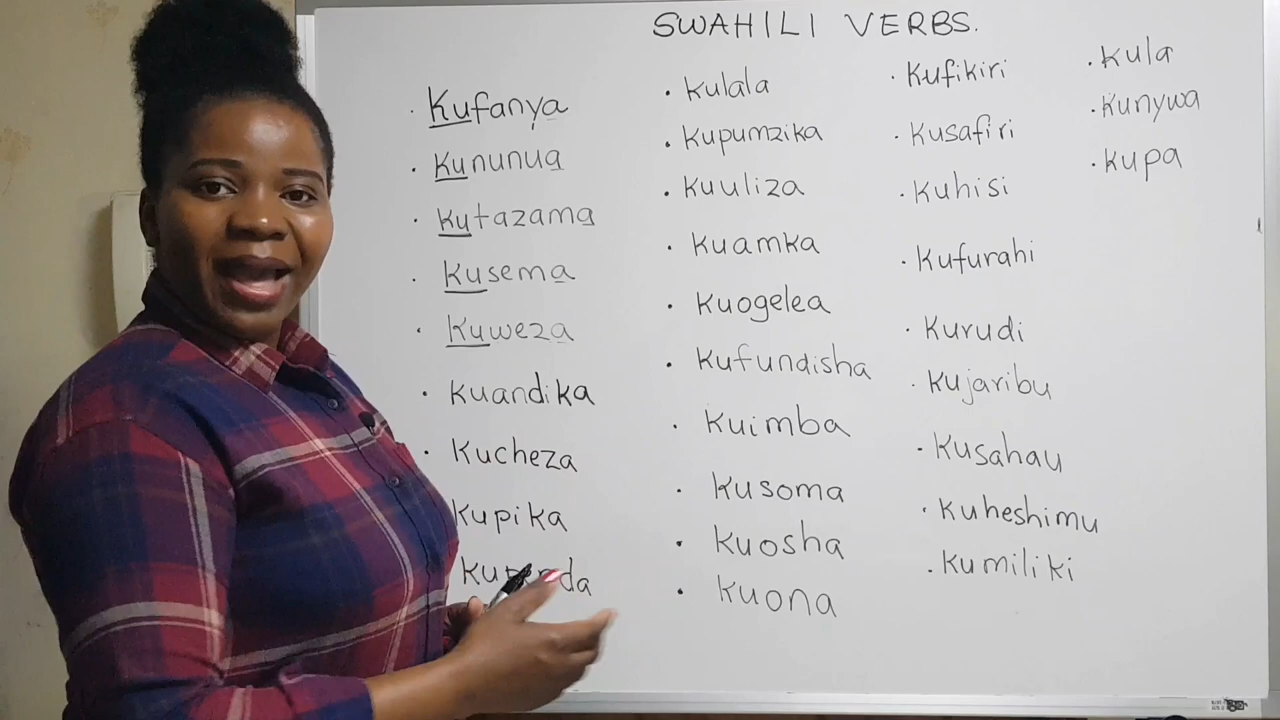 SWAHILI VERBS.
Kufanya
Kununua
Kutazama
Kusema
Kuweza
Kuandika
Kucheza
Kupika
Kulala
Kupumzika
Kuuliza
Kuamka
Kuogelea
Kufundisha
Kuimba
Kusoma
Kuosha
Kuona
Kufikiri
Kusafiri
Kuhisi
Kufurahi
Kurudi
Kujaribu
Kusahau
Kuheshimu
Kumiliki
Kula
Kunywa
Kupa